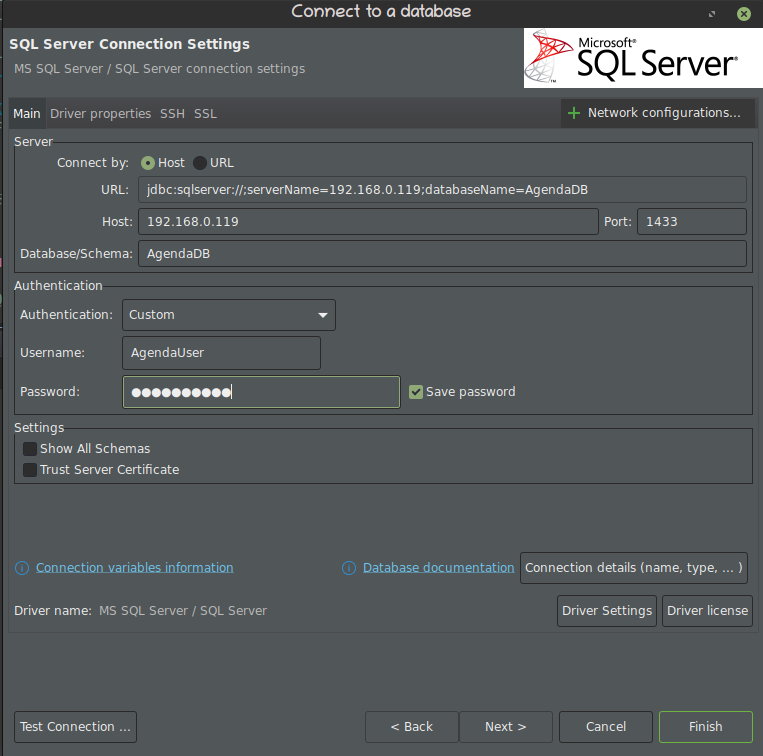 Connect to a database
SQL Server Connection Settings
MS SQL Server / SQL Server connection settings
Microsoft®
SQL Server®
Main Driver properties SSH SSL + Network configurations...
Server
Connect by: Host URL
URL: jdbc:sqlserver://;serverName=192.168.0.119;databaseName=AgendaDB
Host: 192.168.0.119 Port: 1433
Database/Schema: AgendaDB
Authentication
Authentication: Custom
Username: AgendaUser
Password: ●●●●●●●●●● Save password
Settings
Show All Schemas
Trust Server Certificate
Connection variables information Database documentation Connection details (name, type, ... )
Driver name: MS SQL Server / SQL Server Driver Settings Driver license
Test Connection ... < Back Next > Cancel Finish